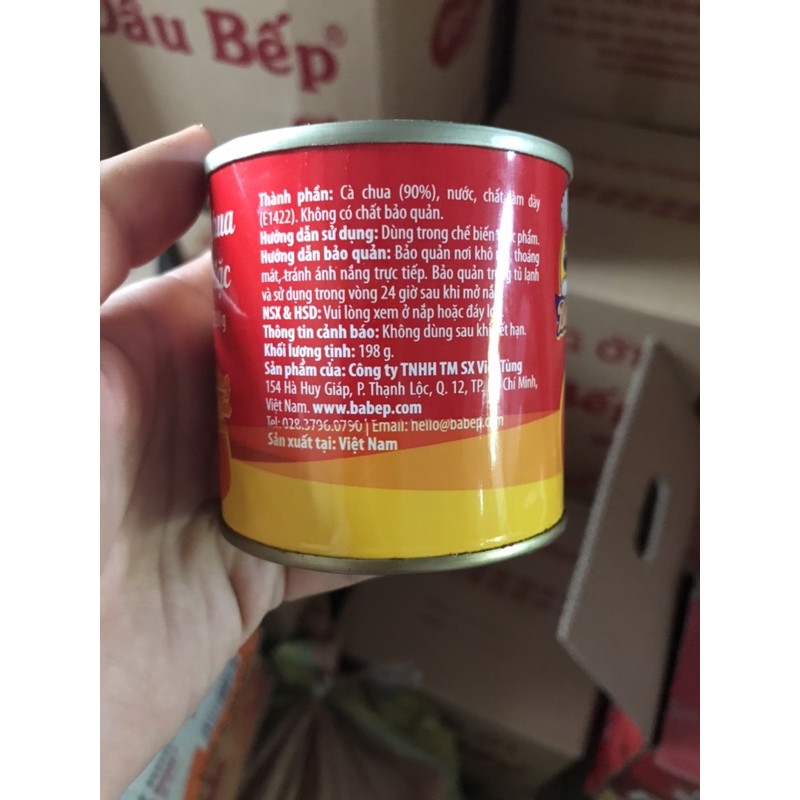 Đầu Bếp®
Thành phần: Cà chua (90%), nước, chất làm dày
(E1422). Không có chất bảo quản.
Hướng dẫn sử dụng: Dùng trong chế biến thực phẩm.
Hướng dẫn bảo quản: Bảo quản nơi khô ráo, thoáng
mát, tránh ánh nắng trực tiếp. Bảo quản trong tủ lạnh
và sử dụng trong vòng 24 giờ sau khi mở nắp.
NSX & HSD: Vui lòng xem ở nắp hoặc đáy lon.
Thông tin cảnh báo: Không dùng sau khi hết hạn.
Khối lượng tịnh: 198 g.
Sản phẩm của: Công ty TNHH TM SX Việt Tùng
154 Hà Huy Giáp, P. Thạnh Lộc, Q. 12, TP. Hồ Chí Minh,
Việt Nam. www.babep.com
Tel: 028.3796.0790 | Email: hello@babep.com
Sản xuất tại: Việt Nam